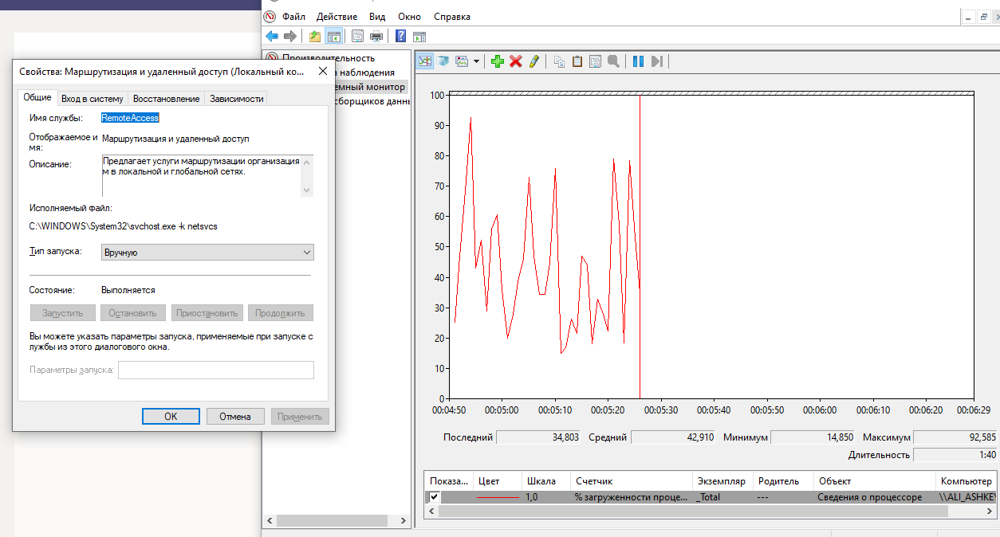 Файл Действие Вид Окно Справка
Свойства: Маршрутизация и удаленный доступ (Локальный ко...
Общие Вход в систему Восстановление Зависимости
Имя службы: RemoteAccess
Отображаемое и
мя: Маршрутизация и удаленный доступ
Описание: Предлагает услуги маршрутизации организация
м в локальной и глобальной сетях.
Исполняемый файл:
C:\WINDOWS\System32\svchost.exe -k netsvcs
Тип запуска: Вручную
Состояние: Выполняется
Запустить Остановить Приостановить Продолжить
Вы можете указать параметры запуска, применяемые при запуске с
лужбы из этого диалогового окна.
Параметры запуска:
ОК Отмена Применить
Производительность
а наблюдения
емный монитор
сборщиков данн
100
90
80
70
60
50
40
30
20
10
0
00:04:50 00:05:00 00:05:10 00:05:20 00:05:30 00:05:40 00:05:50 00:06:00 00:06:10 00:06:20 00:06:29
Последний 34,803 Средний 42,910 Минимум 14,850 Максимум 92,585
Длительность 1:40
Показа... Цвет Шкала Счетчик Экземпляр Родитель Объект Компьютер
1,0 % загруженности проце... _Total --- Сведения о процессоре \\ALI_ASHKE